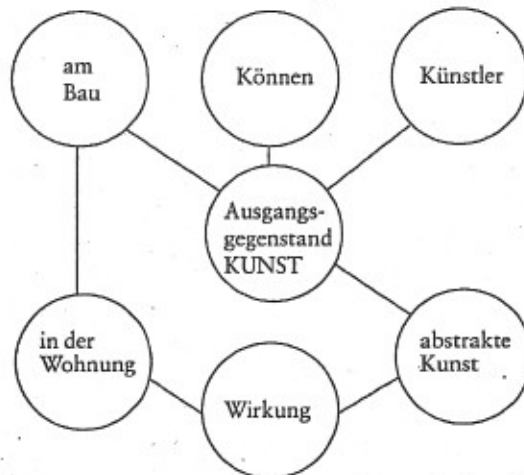 am
Bau
Können
Künstler
Ausgangs-
gegenstand
KUNST
in der
Wohnung
Wirkung
abstrakte
Kunst